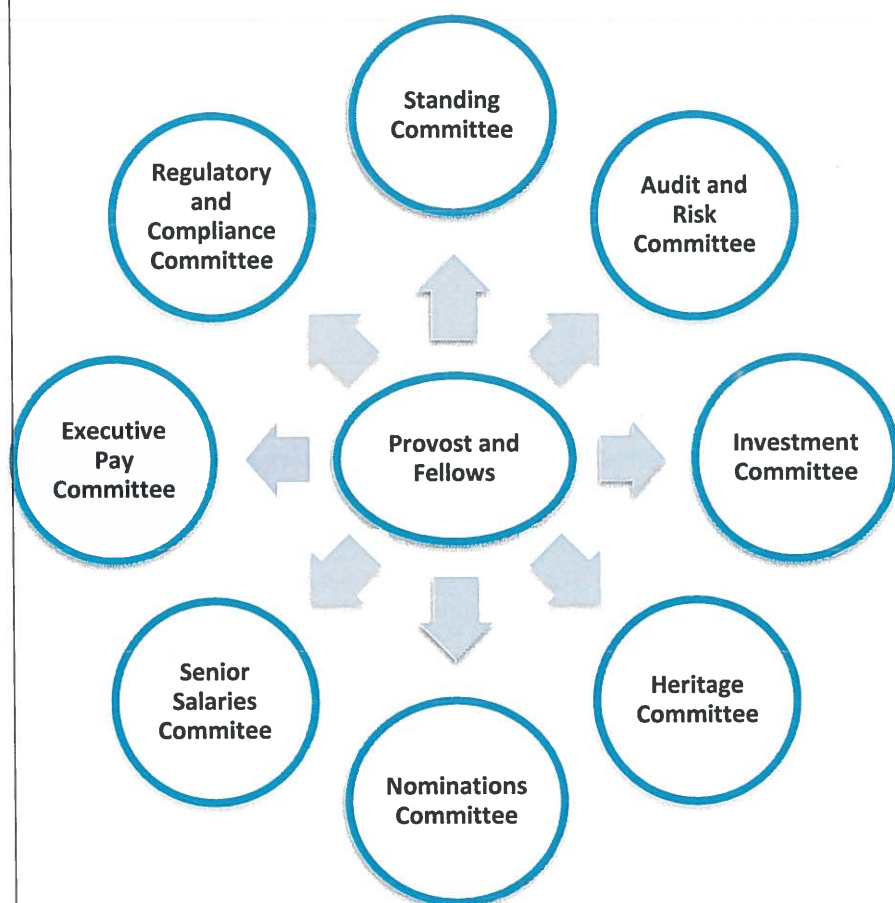 Standing
Committee
Regulatory
and
Compliance
Committee
Audit and
Risk
Committee
Executive
Pay
Committee
Provost and
Fellows
Investment
Committee
Senior
Salaries
Commitee
Heritage
Committee
Nominations
Committee